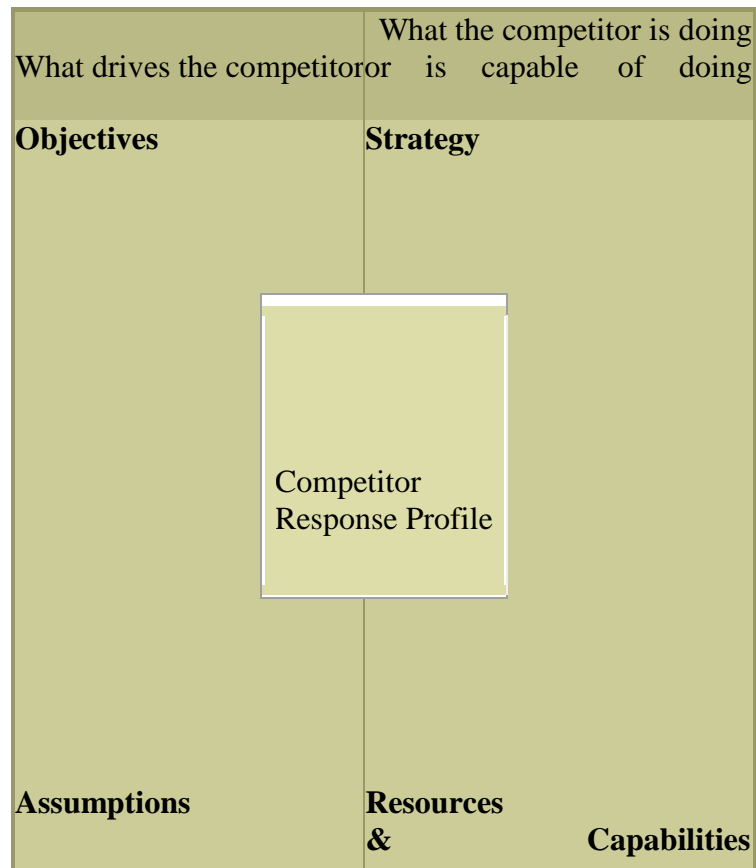 What drives the competitor
What the competitor is doing
or is capable of doing
Objectives
Strategy
Competitor
Response Profile
Assumptions
Resources
& Capabilities